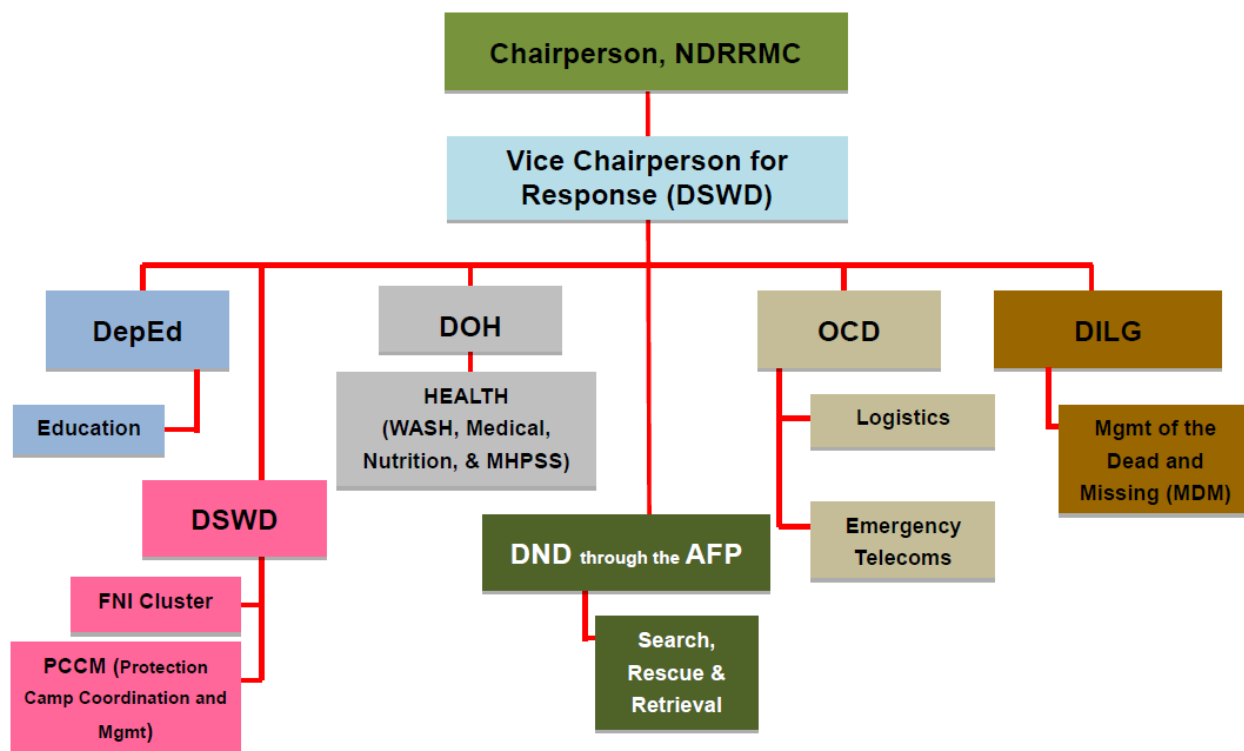 Chairperson, NDRRMC
Vice Chairperson for
Response (DSWD)
DepEd
Education
DSWD
FNI Cluster
PCCM (Protection
Camp Coordination and
Mgmt)
DOH
HEALTH
(WASH, Medical,
Nutrition, & MHPSS)
DND through the AFP
Search,
Rescue &
Retrieval
OCD
Logistics
Emergency
Telecoms
DILG
Mgmt of the
Dead and
Missing (MDM)